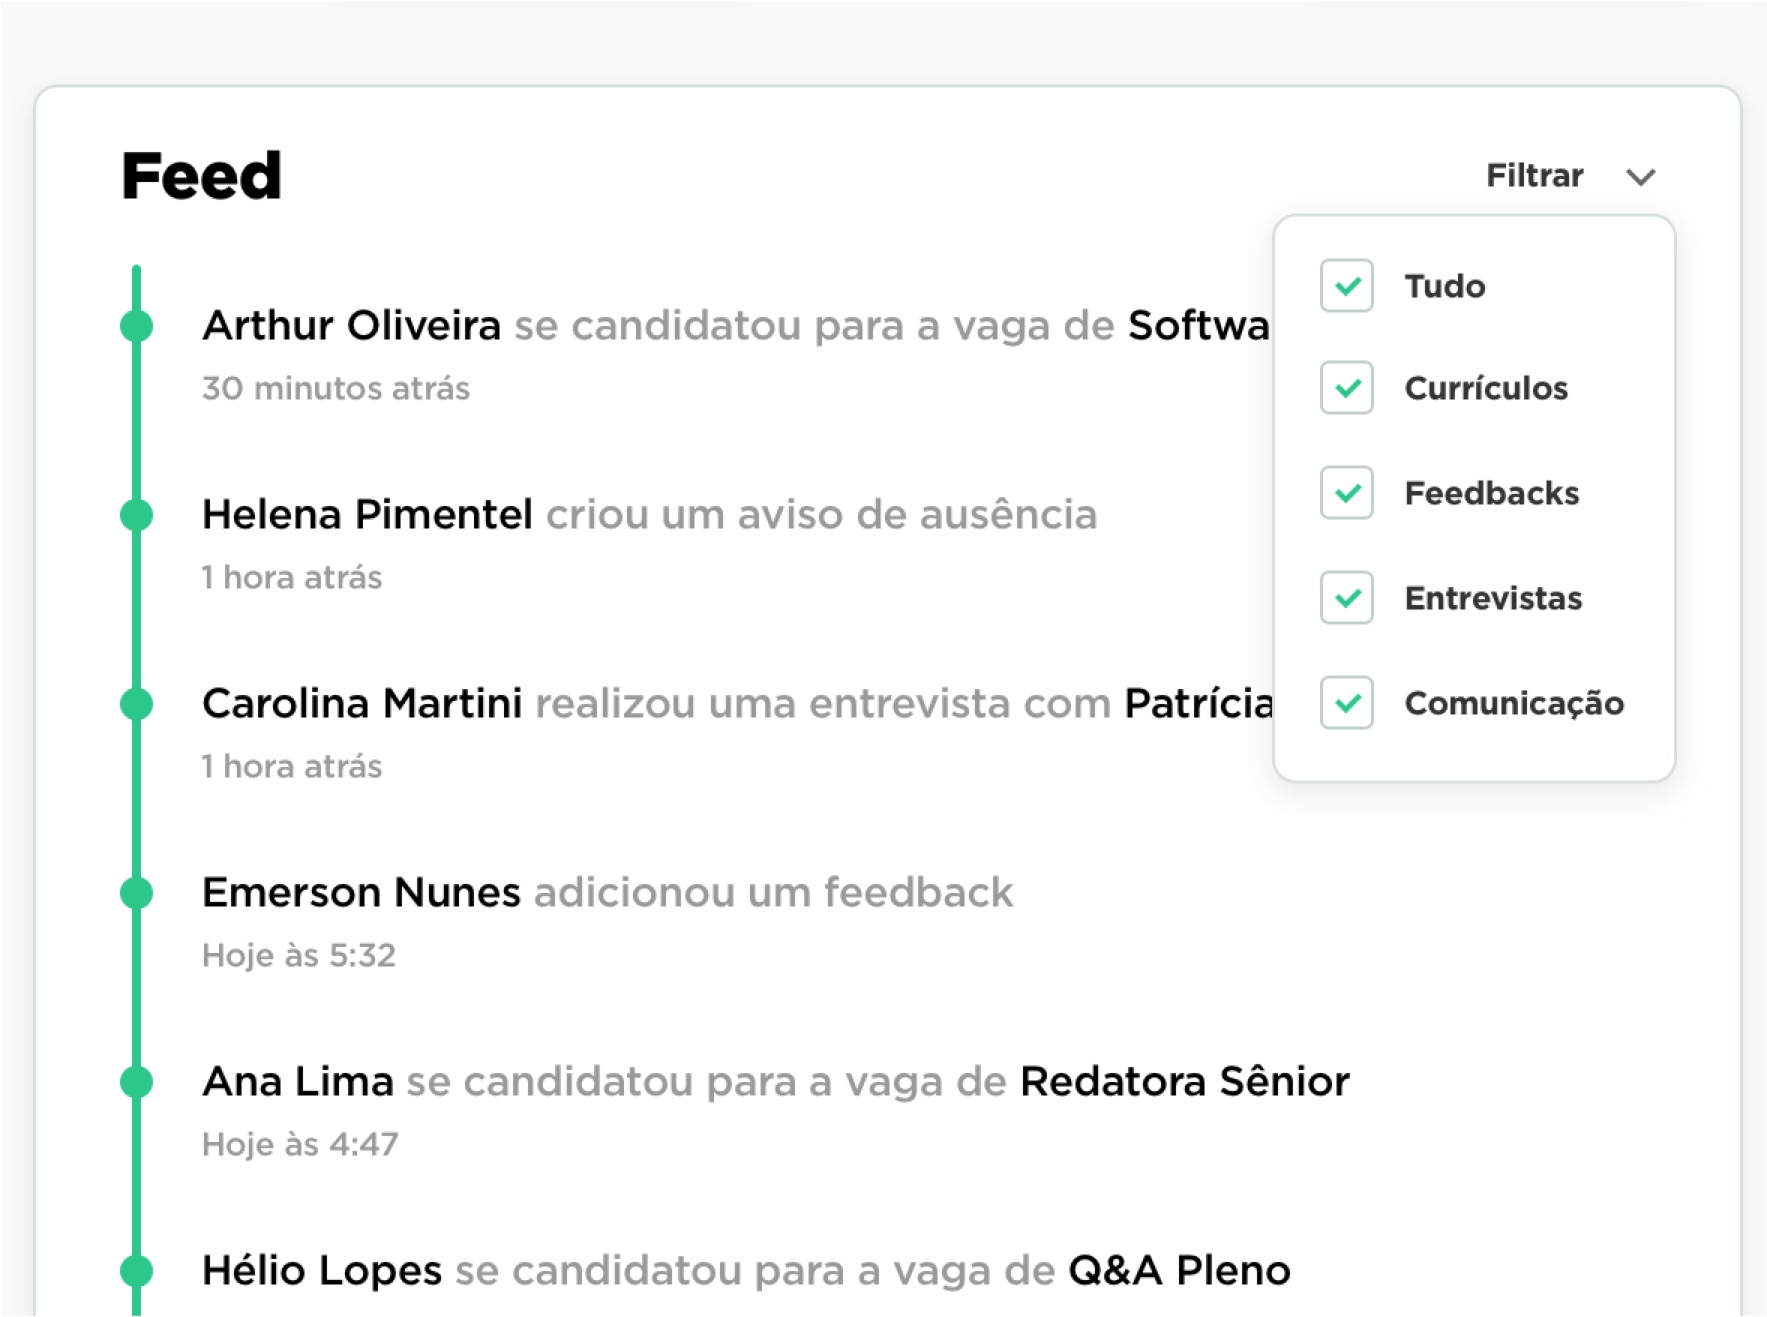 Feed
Filtrar
Tudo
Currículos
Feedbacks
Entrevistas
Comunicação
Arthur Oliveira se candidatou para a vaga de Softwa
30 minutos atrás
Helena Pimentel criou um aviso de ausência
1 hora atrás
Carolina Martini realizou uma entrevista com Patrícia
1 hora atrás
Emerson Nunes adicionou um feedback
Hoje às 5:32
Ana Lima se candidatou para a vaga de Redatora Sênior
Hoje às 4:47
Hélio Lopes se candidatou para a vaga de Q&A Pleno